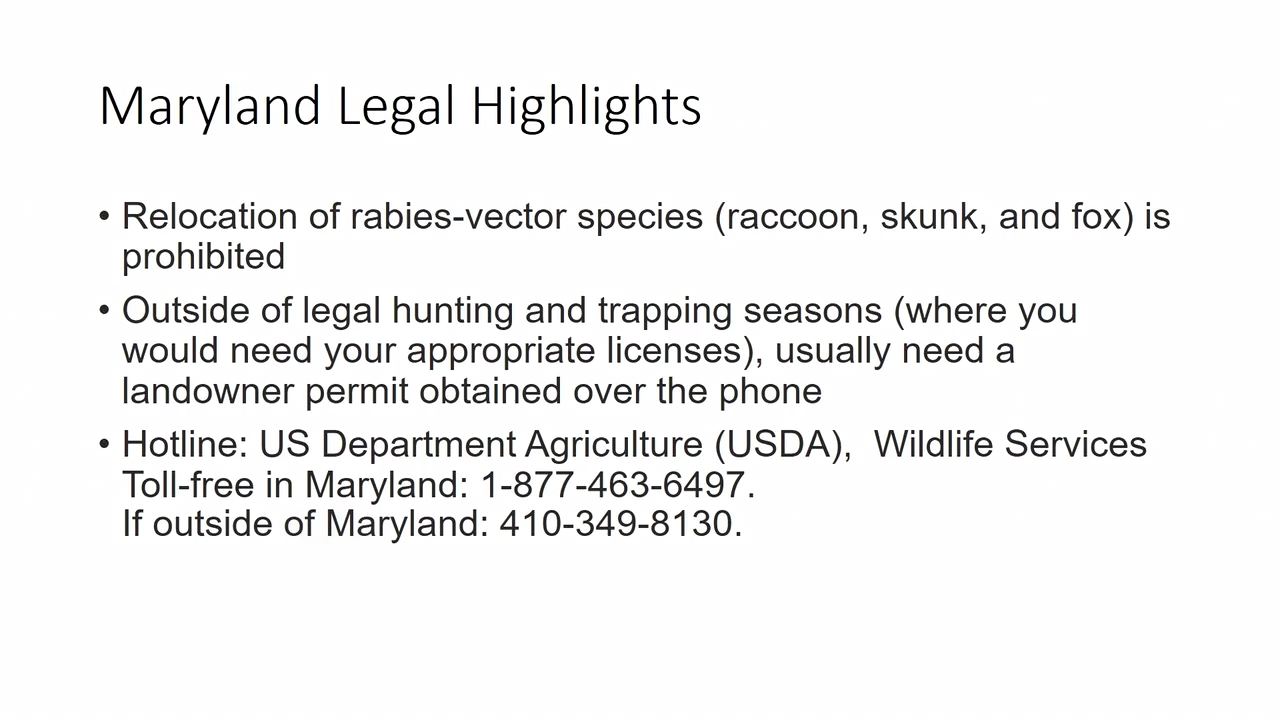 Maryland Legal Highlights
• Relocation of rabies-vector species (raccoon, skunk, and fox) is
prohibited
• Outside of legal hunting and trapping seasons (where you
would need your appropriate licenses), usually need a
landowner permit obtained over the phone
• Hotline: US Department Agriculture (USDA),  Wildlife Services
Toll-free in Maryland: 1-877-463-6497.
If outside of Maryland: 410-349-8130.